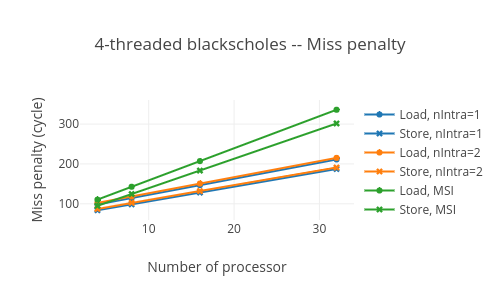 4-threaded blackscholes -- Miss penalty
Miss penalty (cycle)
300
200
100
10
20
30
Number of processor
Load, nIntra=1
Store, nIntra=1
Load, nIntra=2
Store, nIntra=2
Load, MSI
Store, MSI